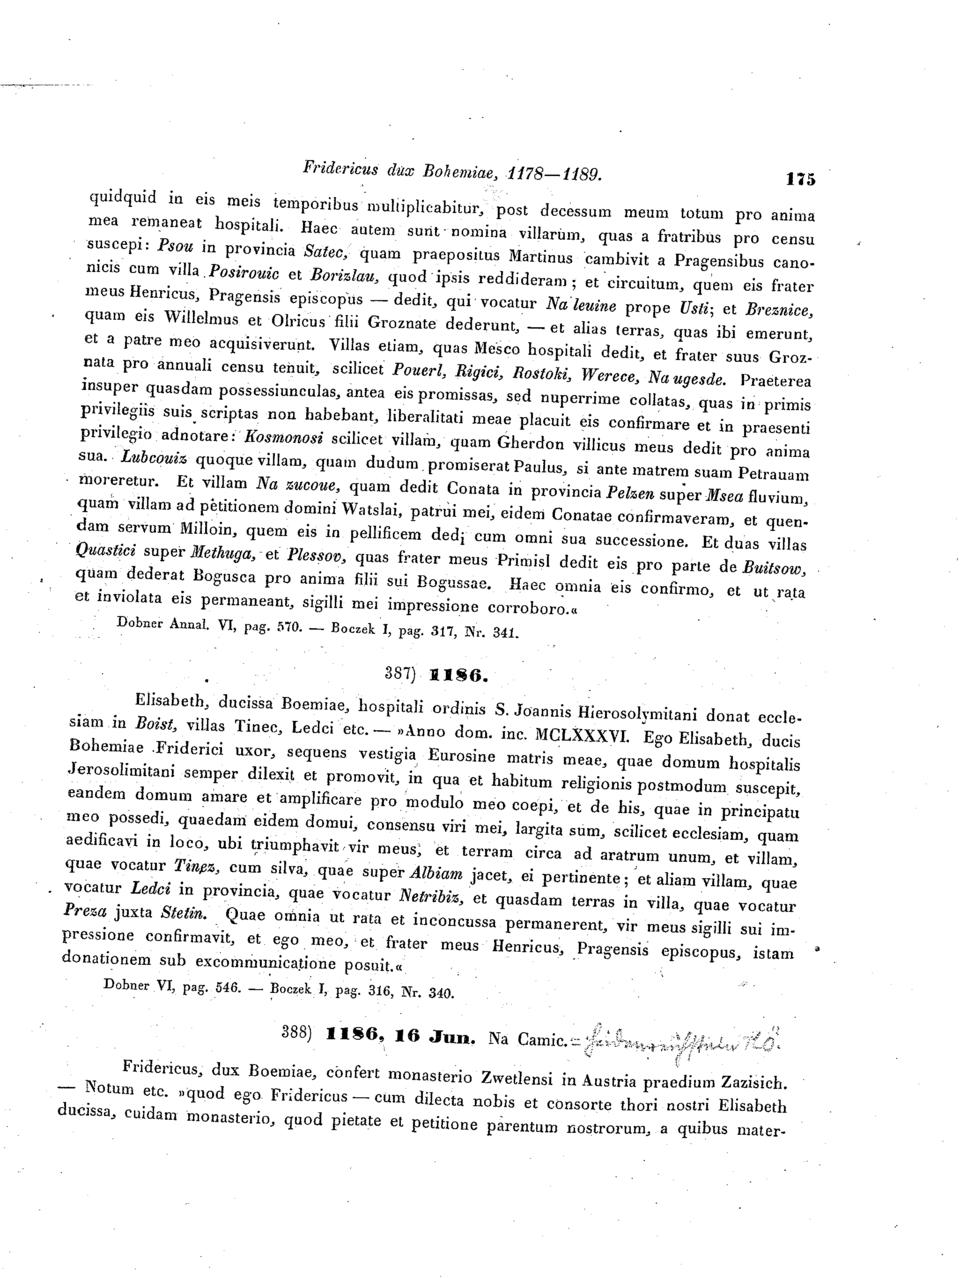 Fridericus dux Bohemiae, 1178—1189.
175
quidquid in eis meis temporibus multiplicabitur, post decessum meum totum pro anima
mea remaneat hospitali. Haec autem sunt nomina villarum, quas a fratribus pro censu
suscepi: Psou in provincia Satec, quam praepositus Martinus cambivit a Pragensibus cano-
nicis cum villa Posirouic et Borizlau, quod ipsis reddideram; et circuitum, quem eis frater
meus Henricus, Pragensis episcopus — dedit, qui vocatur Na leuine prope Usti; et Breznice,
quam eis Willelmus et Olricus filii Groznate dederunt, — et alias terras, quas ibi emerunt,
et a patre meo acquisiverunt. Villas etiam, quas Mesco hospitali dedit, et frater suus Groz-
nata pro annuali censu tenuit, scilicet Pouerl, Rigici, Rostoki, Werece, Na ugesde. Praeterea
insuper quasdam possessiunculas, antea eis promissas, sed nuperrime collatas, quas in primis
privilegiis suis scriptas non habebant, liberalitati meae placuit eis confirmare et in praesenti
privilegio adnotare: Kosmonosi scilicet villam, quam Gherdon villicus meus dedit pro anima
sua. Lubcouiz quoque villam, quam dudum promiserat Paulus, si ante matrem suam Petrauam
moreretur. Et villam Na zucoue, quam dedit Conata in provincia Pelzen super Msea fluvium,
quam villam ad petitionem domini Watslai, patrui mei, eidem Conatae confirmaveram, et quen-
dam servum Milloin, quem eis in pellificem dedi cum omni sua successione. Et duas villas
Quastici super Methuga, et Plessov, quas frater meus Primisl dedit eis pro parte de Buitsow,
quam dederat Bogusca pro anima filii sui Bogussae. Haec omnia eis confirmo, et ut rata
et inviolata eis permaneant, sigilli mei impressione corroboro.«
Dobner Annal. VI, pag. 570. — Boczek I, pag. 317, Nr. 341.
387) 1186.
Elisabeth, ducissa Boemiae, hospitali ordinis S. Joannis Hierosolymitani donat eccle-
siam in Boist, villas Tinec, Ledci etc. — »Anno dom. inc. MCLXXXVI. Ego Elisabeth, ducis
Bohemiae Friderici uxor, sequens vestigia Eurosine matris meae, quae domum hospitalis
Jerosolimitani semper dilexit et promovit, in qua et habitum religionis postmodum suscepit,
eandem domum amare et amplificare pro modulo meo coepi, et de his, quae in principatu
meo possedi, quaedam eidem domui, consensu viri mei, largita sum, scilicet ecclesiam, quam
aedificavi in loco, ubi triumphavit vir meus, et terram circa ad aratrum unum, et villam,
quae vocatur Tinez, cum silva, quae super Albiam jacet, ei pertinente; et aliam villam, quae
vocatur Ledci in provincia, quae vocatur Netribiz, et quasdam terras in villa, quae vocatur
Preza juxta Stetin. Quae omnia ut rata et inconcussa permanerent, vir meus sigilli sui im-
pressione confirmavit, et ego meo, et frater meus Henricus, Pragensis episcopus, istam
donationem sub excommunicatione posuit.«
Dobner VI, pag. 546. — Boczek I, pag. 316, Nr. 340.
388) 1186, 16 Jun. Na Camic. =
Fridericus, dux Boemiae, confert monasterio Zwetlensi in Austria praedium Zazisich.
— Notum etc. »quod ego Fridericus — cum dilecta nobis et consorte thori nostri Elisabeth
ducissa, cuidam monasterio, quod pietate et petitione parentum nostrorum, a quibus mater-